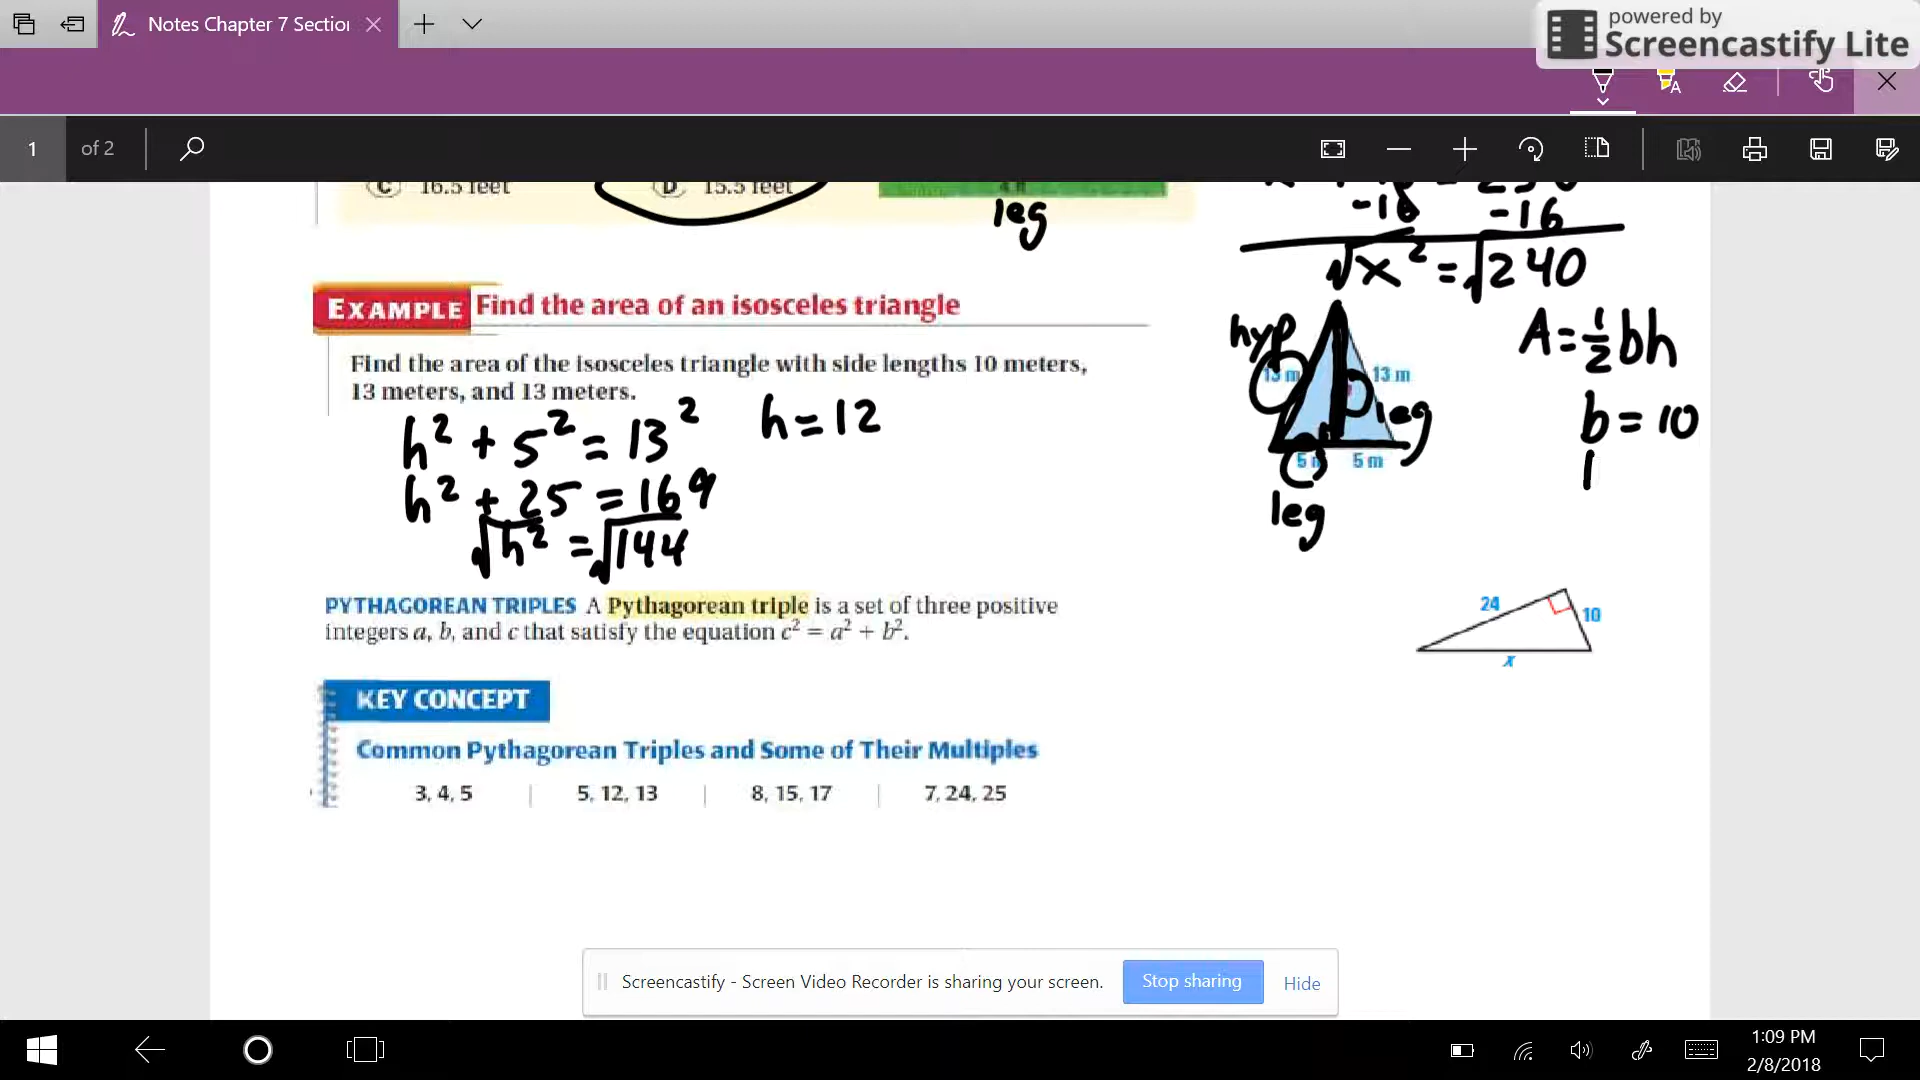 Notes Chapter 7 Section
powered by
Screencastify Lite
1 of 2
C 16.5 feet D 15.5 feet
leg
-16 -16
√x² = √240
EXAMPLE Find the area of an isosceles triangle
Find the area of the isosceles triangle with side lengths 10 meters,
13 meters, and 13 meters.
h² + 5² = 13² h = 12
h² + 25 = 169
√h² = √144
hyp
13 m 13 m
leg
5 m
leg
A = ½bh
b = 10
PYTHAGOREAN TRIPLES A Pythagorean triple is a set of three positive
integers a, b, and c that satisfy the equation c² = a² + b².
24
10
x
KEY CONCEPT
Common Pythagorean Triples and Some of Their Multiples
3, 4, 5 5, 12, 13 8, 15, 17 7, 24, 25
Screencastify - Screen Video Recorder is sharing your screen. Stop sharing Hide
1:09 PM
2/8/2018